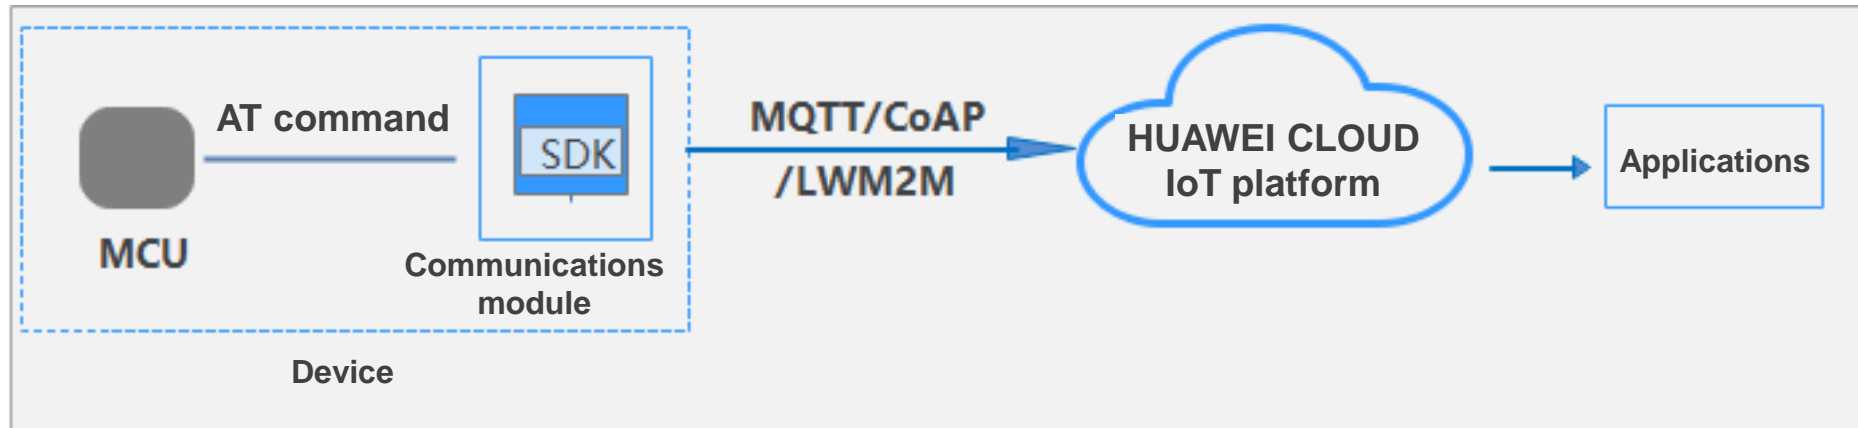 AT command
SDK
MCU
Communications
module
Device
MQTT/CoAP
/LWM2M
HUAWEI CLOUD
IoT platform
Applications